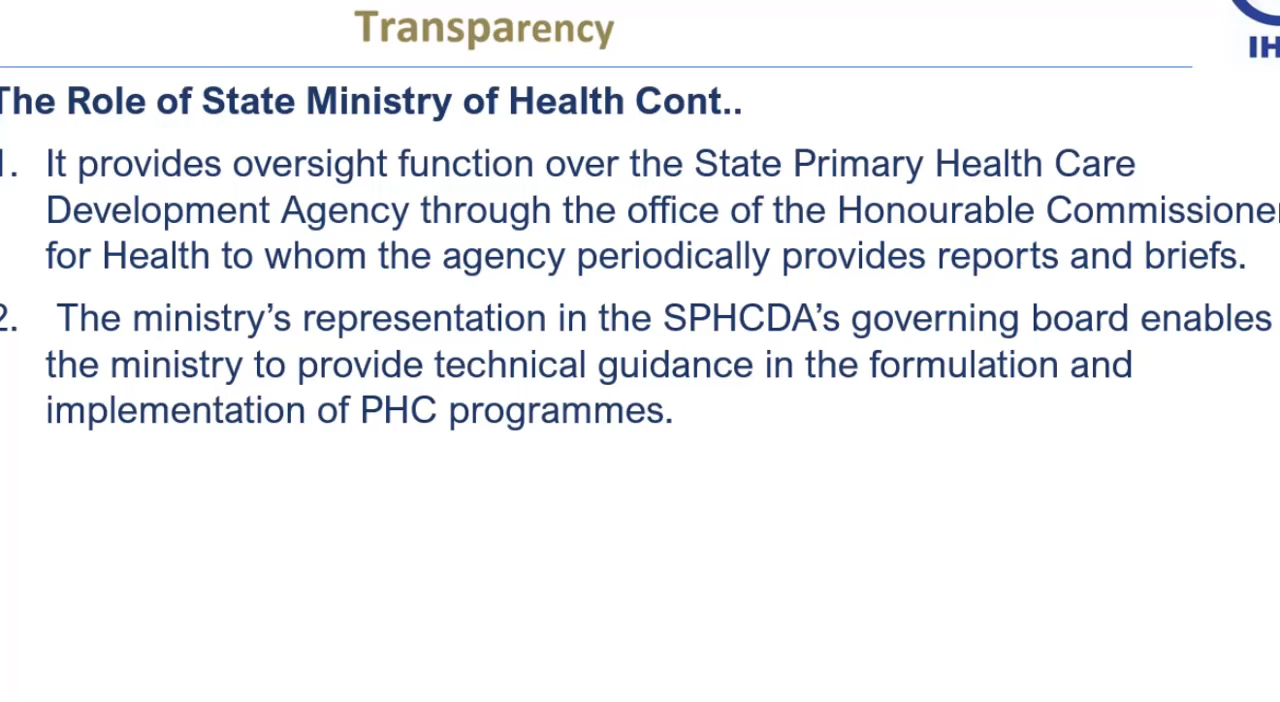 Transparency
IH
The Role of State Ministry of Health Cont..
1. It provides oversight function over the State Primary Health Care
Development Agency through the office of the Honourable Commissioner
for Health to whom the agency periodically provides reports and briefs.
2. The ministry’s representation in the SPHCDA’s governing board enables
the ministry to provide technical guidance in the formulation and
implementation of PHC programmes.